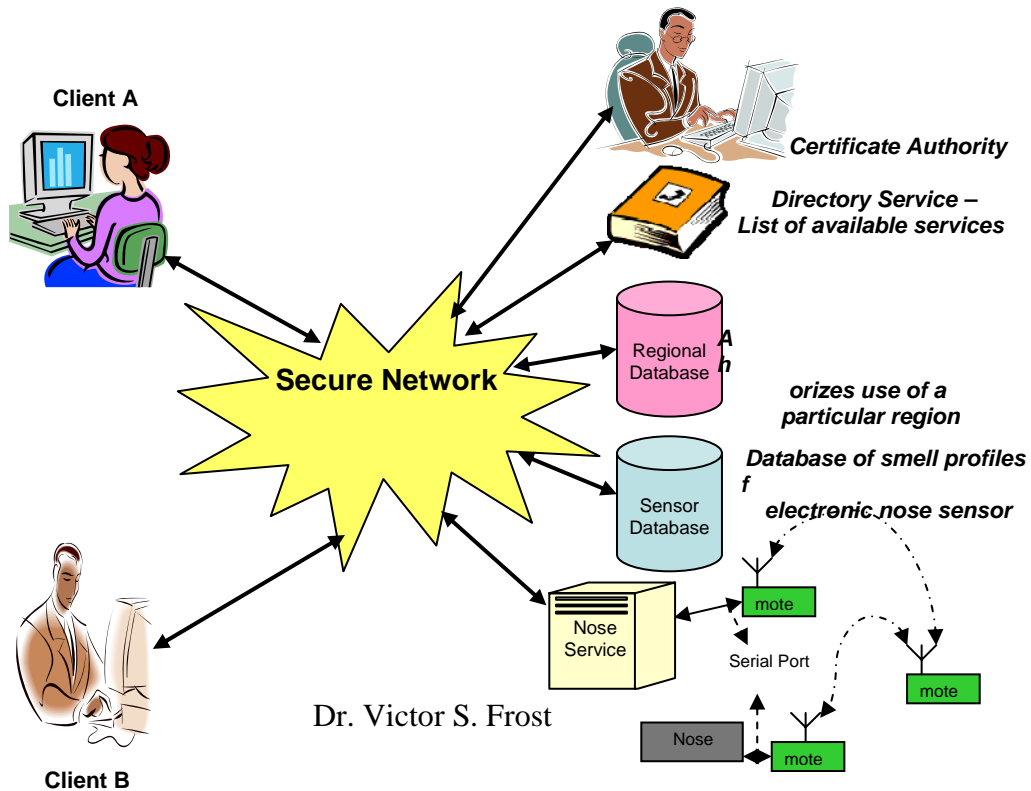 Client A
Certificate Authority
Directory Service –
List of available services
Secure Network
Regional
Database
A
h
orizes use of a
particular region
Database of smell profiles
f
electronic nose sensor
Sensor
Database
Nose
Service
mote
Serial Port
mote
Nose
mote
Dr. Victor S. Frost
Client B